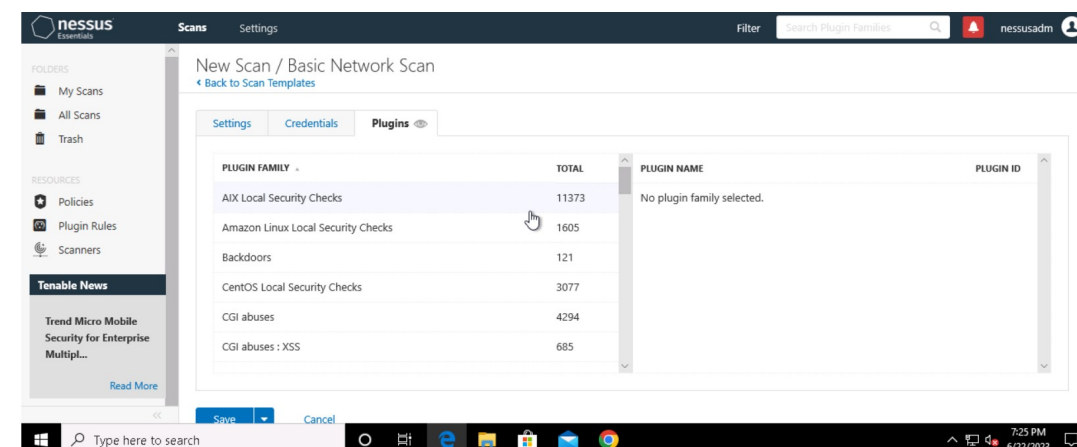 nessus
Essentials
Scans
Settings
Filter
Search Plugin Families
nessusadm
FOLDERS
My Scans
All Scans
Trash
RESOURCES
Policies
Plugin Rules
Scanners
Tenable News
Trend Micro Mobile
Security for Enterprise
Multipl...
Read More
New Scan / Basic Network Scan
Back to Scan Templates
Settings
Credentials
Plugins
PLUGIN FAMILY TOTAL
AIX Local Security Checks 11373
Amazon Linux Local Security Checks 1605
Backdoors 121
CentOS Local Security Checks 3077
CGI abuses 4294
CGI abuses : XSS 685
PLUGIN NAME PLUGIN ID
No plugin family selected.
Save
Cancel
Type here to search
7:25 PM
6/22/2023